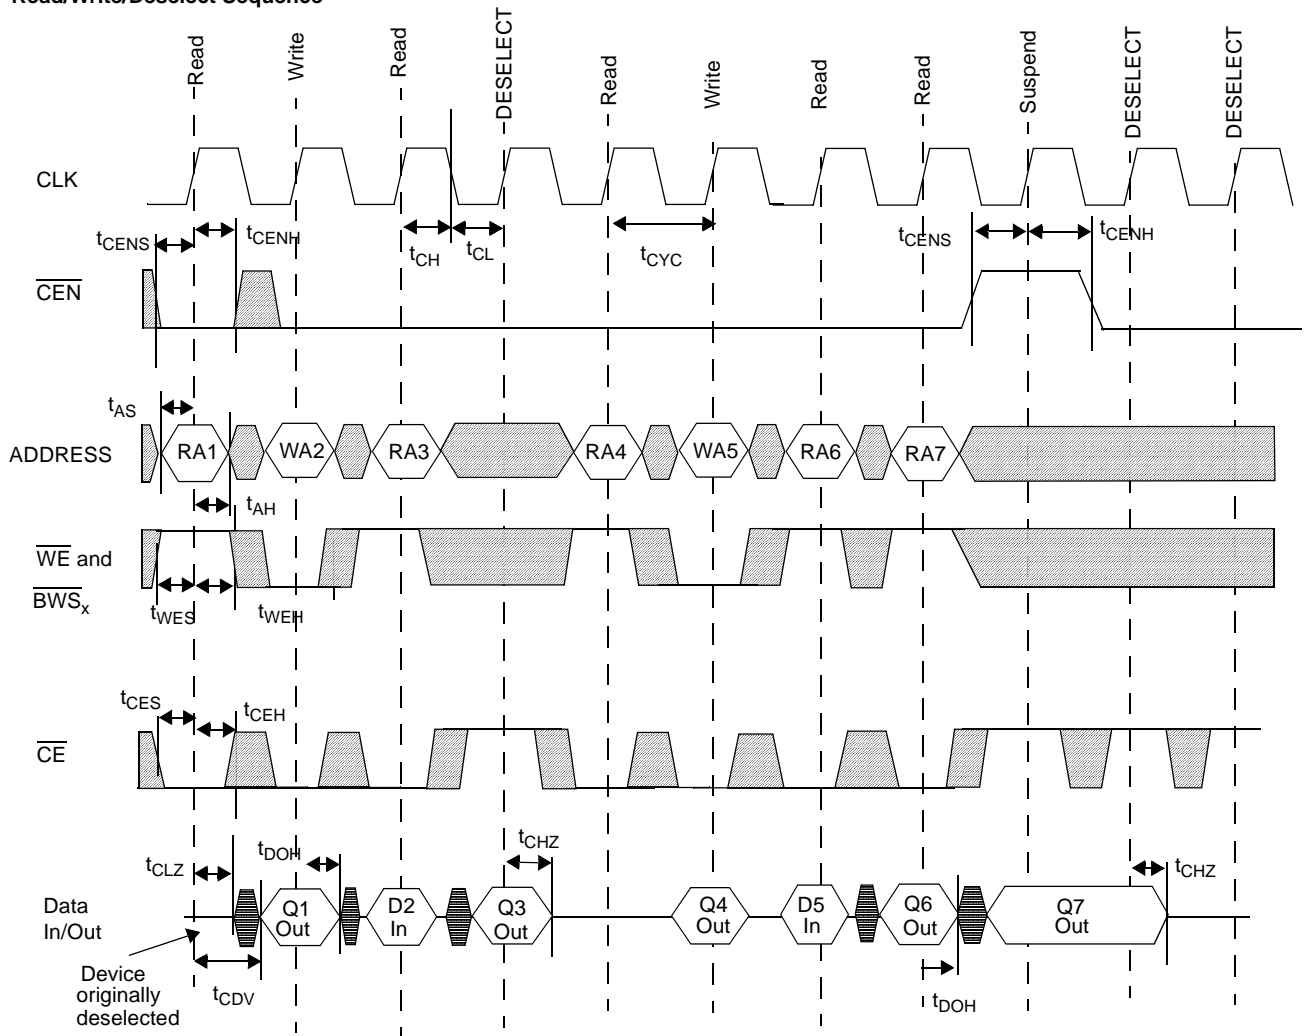 Read/Write/Deselect Sequence
Read
Write
Read
DESELECT
Read
Write
Read
Read
Suspend
DESELECT
DESELECT
CLK
tCENS
tCENH
tCH
tCL
tCYC
tCENS
tCENH
CEN
tAS
ADDRESS
RA1
WA2
RA3
RA4
WA5
RA6
RA7
tAH
WE and
BWSx
tWES
tWEH
tCES
tCEH
CE
tCLZ
tDOH
tCHZ
tCHZ
Data
In/Out
Q1
Out
D2
In
Q3
Out
Q4
Out
D5
In
Q6
Out
Q7
Out
Device
originally
deselected
tCDV
tDOH